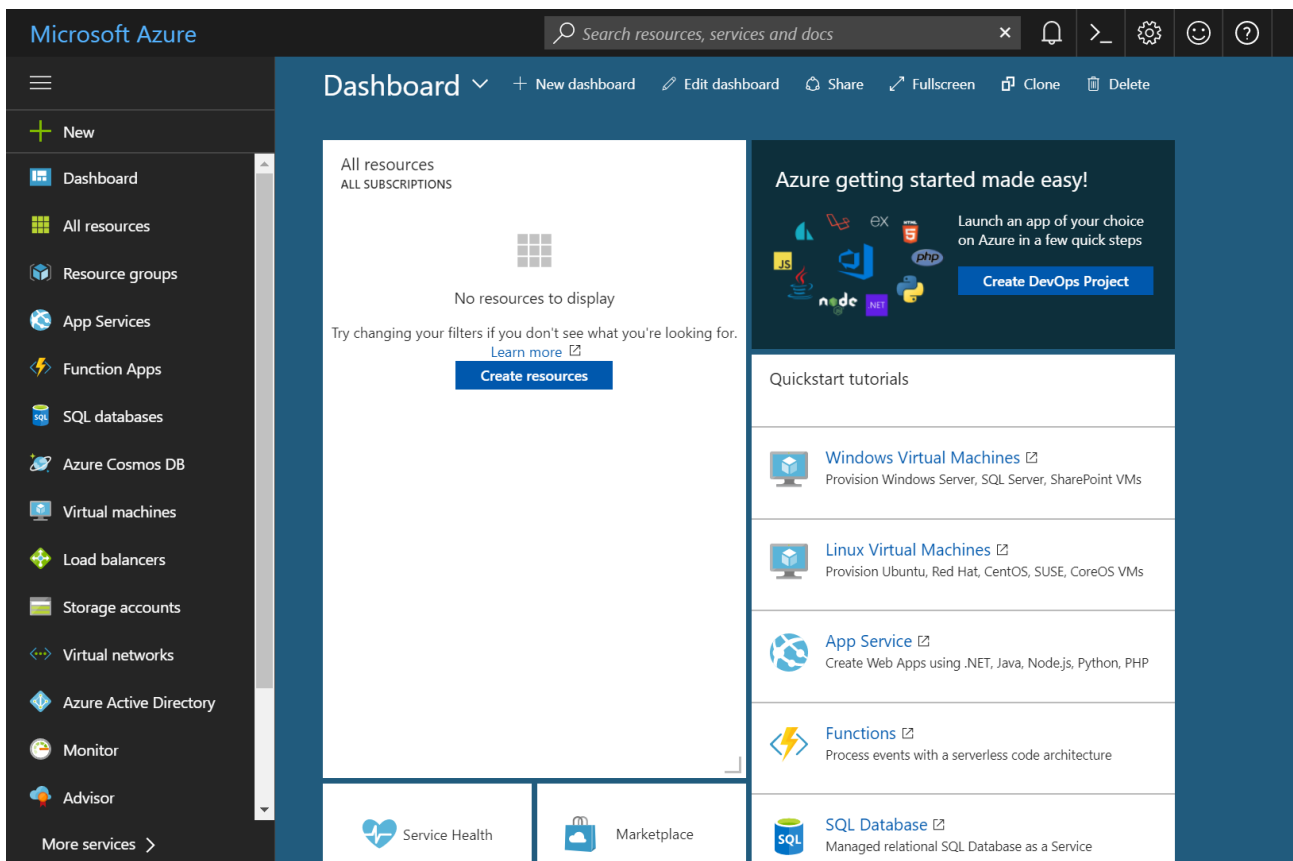 Microsoft Azure
Search resources, services and docs
New
Dashboard
All resources
Resource groups
App Services
Function Apps
SQL databases
Azure Cosmos DB
Virtual machines
Load balancers
Storage accounts
Virtual networks
Azure Active Directory
Monitor
Advisor
More services
Dashboard
New dashboard
Edit dashboard
Share
Fullscreen
Clone
Delete
All resources
ALL SUBSCRIPTIONS
No resources to display
Try changing your filters if you don't see what you're looking for.
Learn more
Create resources
Service Health
Marketplace
Azure getting started made easy!
EX
HTML
5
JS
php
node
.NET
Launch an app of your choice
on Azure in a few quick steps
Create DevOps Project
Quickstart tutorials
Windows Virtual Machines
Provision Windows Server, SQL Server, SharePoint VMs
Linux Virtual Machines
Provision Ubuntu, Red Hat, CentOS, SUSE, CoreOS VMs
App Service
Create Web Apps using .NET, Java, Node.js, Python, PHP
Functions
Process events with a serverless code architecture
SQL
SQL Database
Managed relational SQL Database as a Service